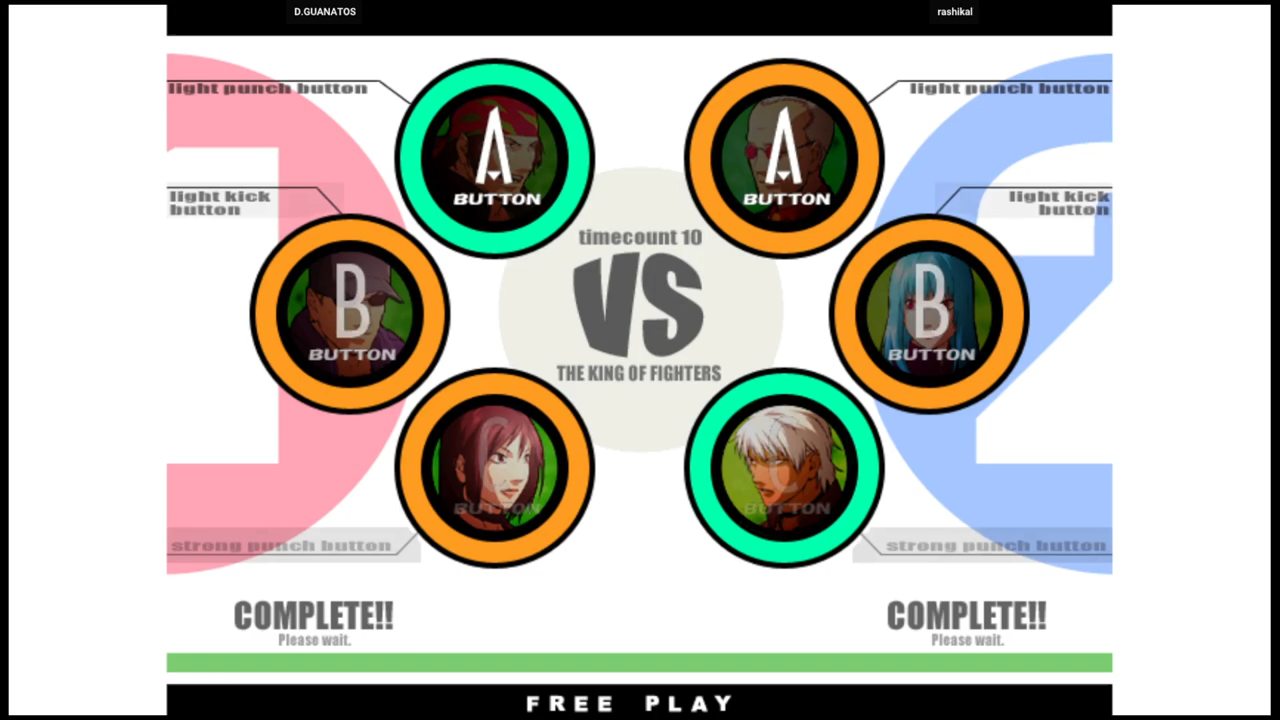 D.GUANATOS
rashikal
light punch button
light punch button
A
BUTTON
A
BUTTON
light kick
button
light kick
button
timecount 10
VS
THE KING OF FIGHTERS
B
BUTTON
B
BUTTON
C
BUTTON
C
BUTTON
strong punch button
strong punch button
COMPLETE!!
Please wait.
COMPLETE!!
Please wait.
FREE PLAY